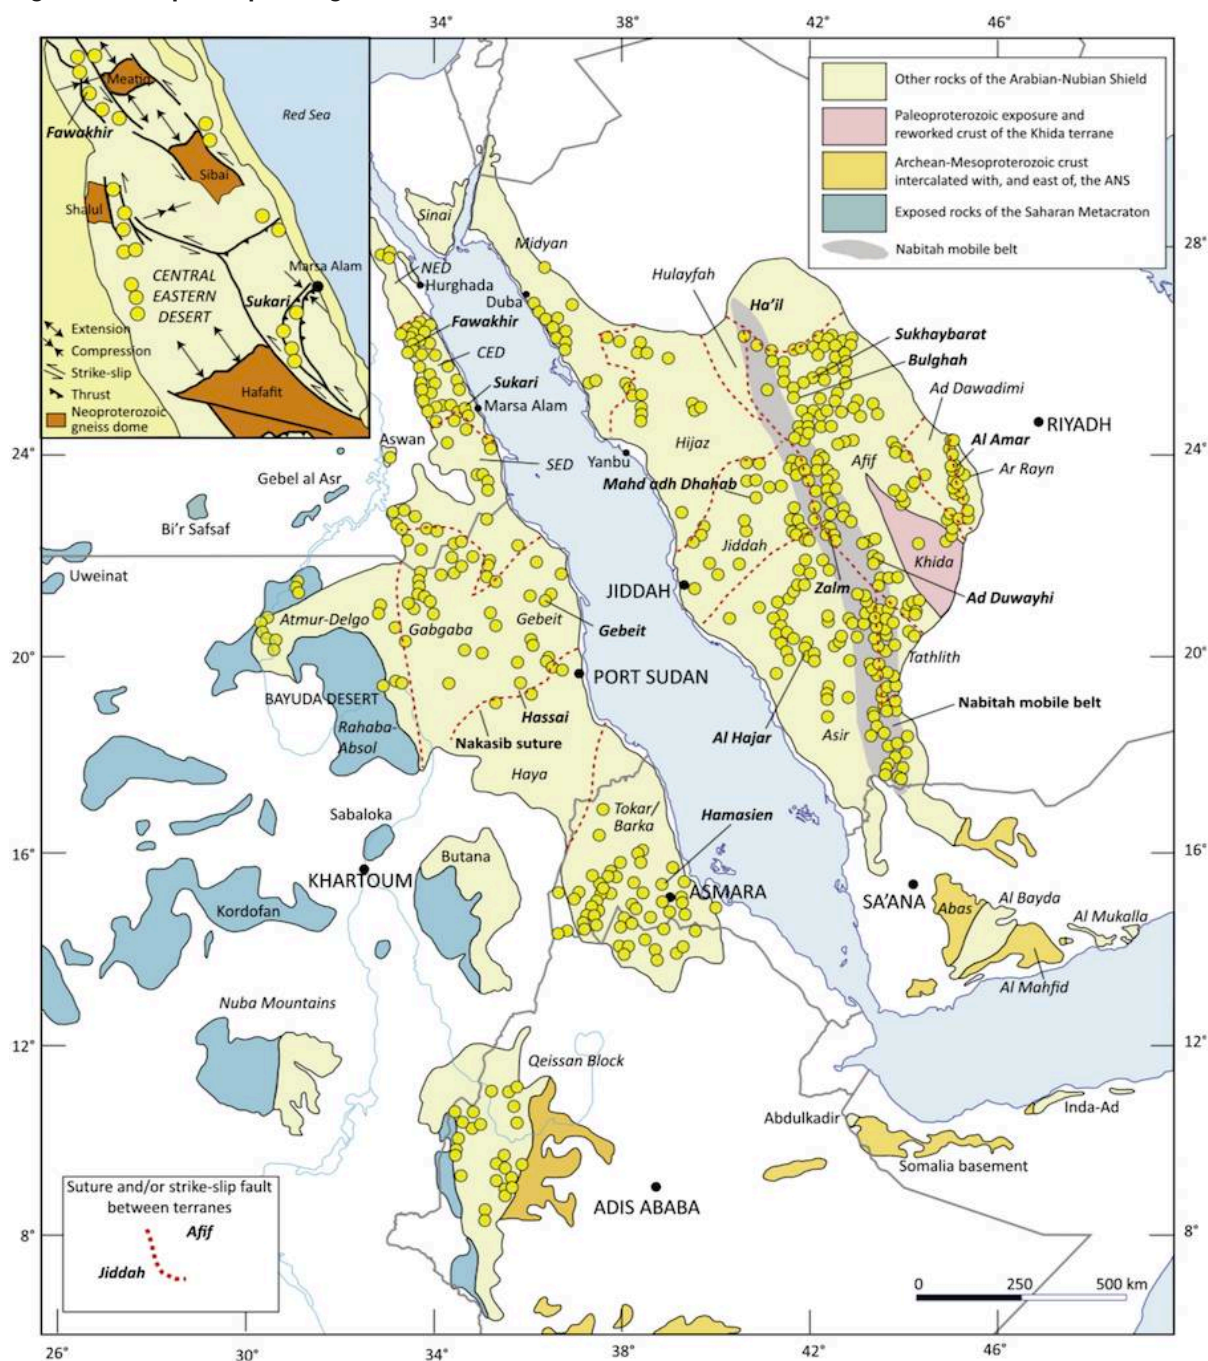 34°
38°
42°
46°
Meatiq
Fawakhir
Red Sea
Sibai
Shalul
Marsa Alam
CENTRAL
EASTERN
DESERT
Sukari
Extension
Compression
Strike-slip
Thrust
Neoproterozoic
gneiss dome
Hafafit
Other rocks of the Arabian-Nubian Shield
Paleoproterozoic exposure and
reworked crust of the Khida terrane
Archean-Mesoproterozoic crust
intercalated with, and east of, the ANS
Exposed rocks of the Saharan Metacraton
Nabitah mobile belt
Sinai
Midyan
28°
NED
Hurghada
Hulayfah
Duba
Ha'il
Fawakhir
Sukhaybarat
CED
Bulghah
Sukari
Ad Dawadimi
Marsa Alam
RIYADH
Aswan
Hijaz
Al Amar
24°
24°
SED
Yanbu
Afif
Ar Rayn
Gebel al Asr
Mahd adh Dhahab
Bi'r Safsaf
Jiddah
Khida
Uweinat
JIDDAH
Zalm
Ad Duwayhi
Atmur-Delgo
Gabgaba
Gebeit
Gebeit
20°
20°
Tathlith
PORT SUDAN
BAYUDA DESERT
Nabitah mobile belt
Hassai
Rahaba-
Absol
Nakasib suture
Al Hajar
Asir
Haya
Sabaloka
Tokar/
Barka
Hamasien
16°
16°
Butana
KHARTOUM
ASMARA
SA'ANA
Abas
Al Bayda
Kordofan
Al Mukalla
Al Mahfid
Nuba Mountains
12°
12°
Qeissan Block
Abdulkadir
Inda-Ad
Somalia basement
Suture and/or strike-slip fault
between terranes
Afif
Jiddah
ADIS ABABA
8°
8°
0 250 500 km
26°
30°
34°
38°
42°
46°